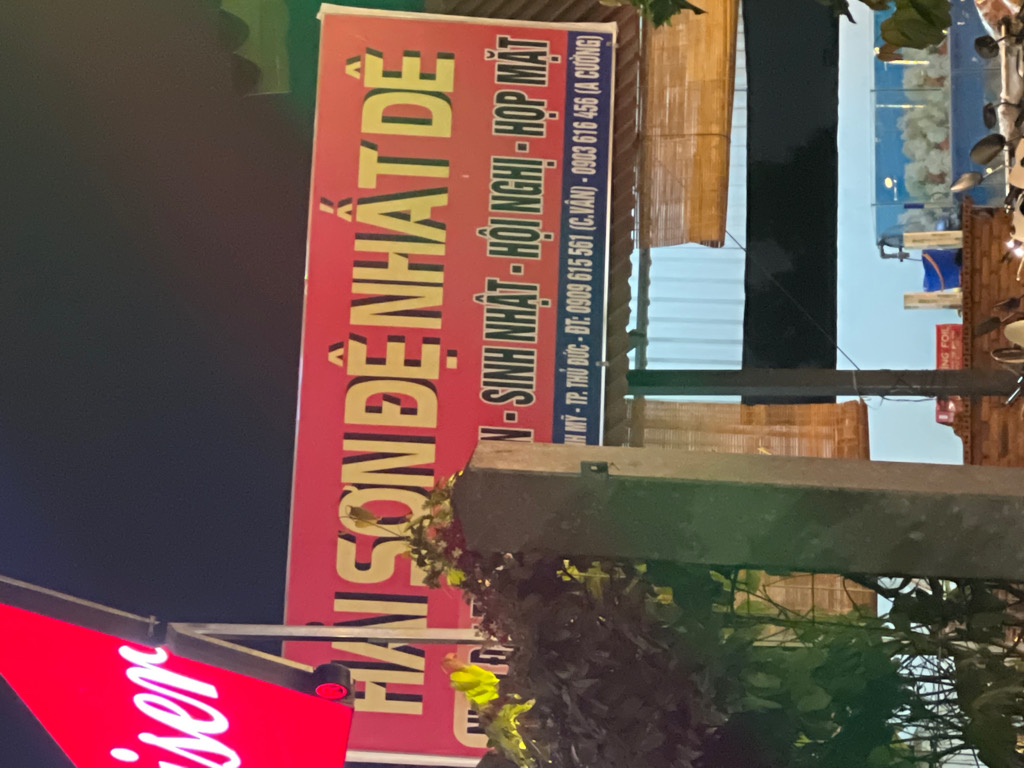 HẢI SƠN ĐỆ NHẤT DÊ
- SINH NHẬT - HỘI NGHỊ - HỌP MẶT
MỸ - TP. THỦ ĐỨC - ĐT: 0909 615 561 (C.VÂN) - 0903 616 456 (A CƯỜNG)